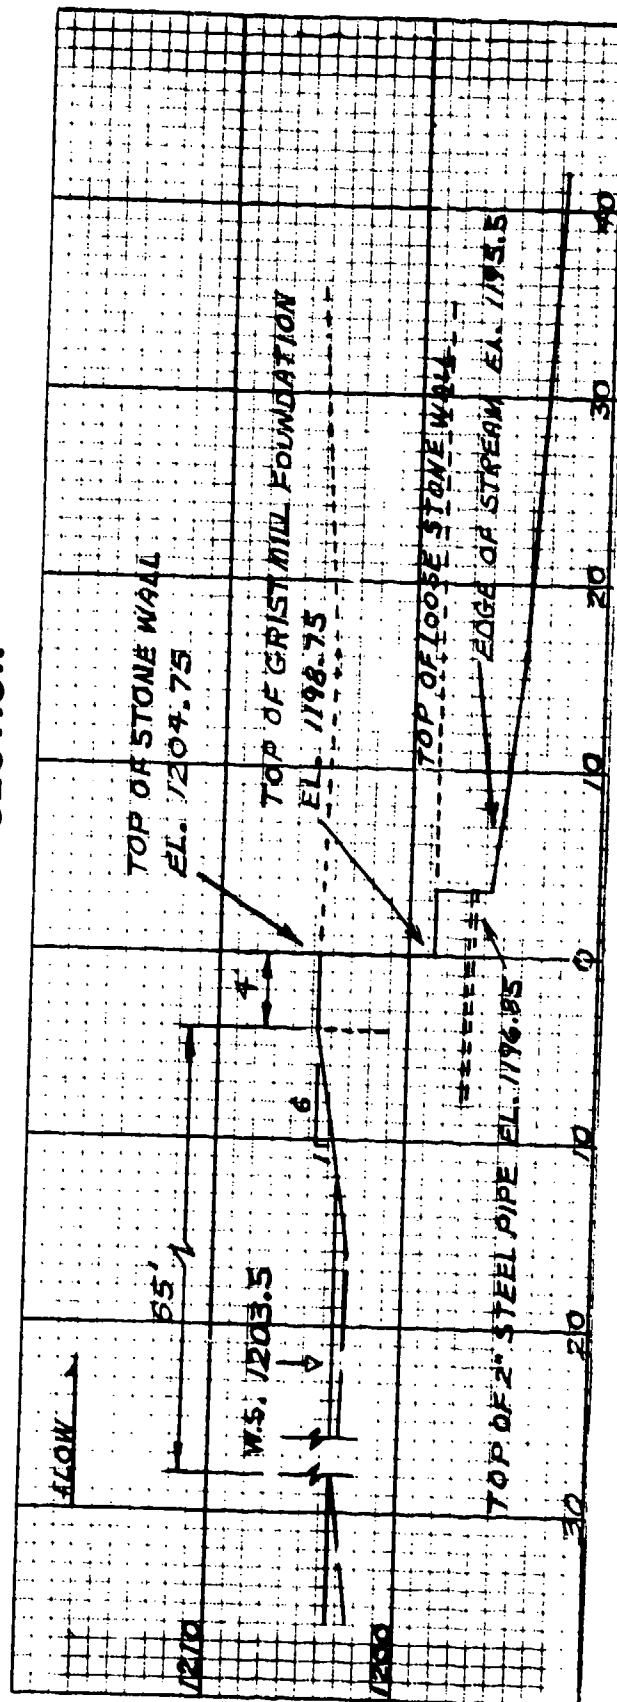 TOP OF STONE WALL
EL. 1204.75
TOP OF GRIST MILL FOUNDATION
EL. 1198.75
TOP OF LOOSE STONE WALL
EDGE OF STREAM EL. 1195.5
FLOW
65'
4'
W.S. 1203.5
1
6
1210
1200
TOP OF 2" STEEL PIPE EL. 1196.85
30
20
10
0
10
20
30
40